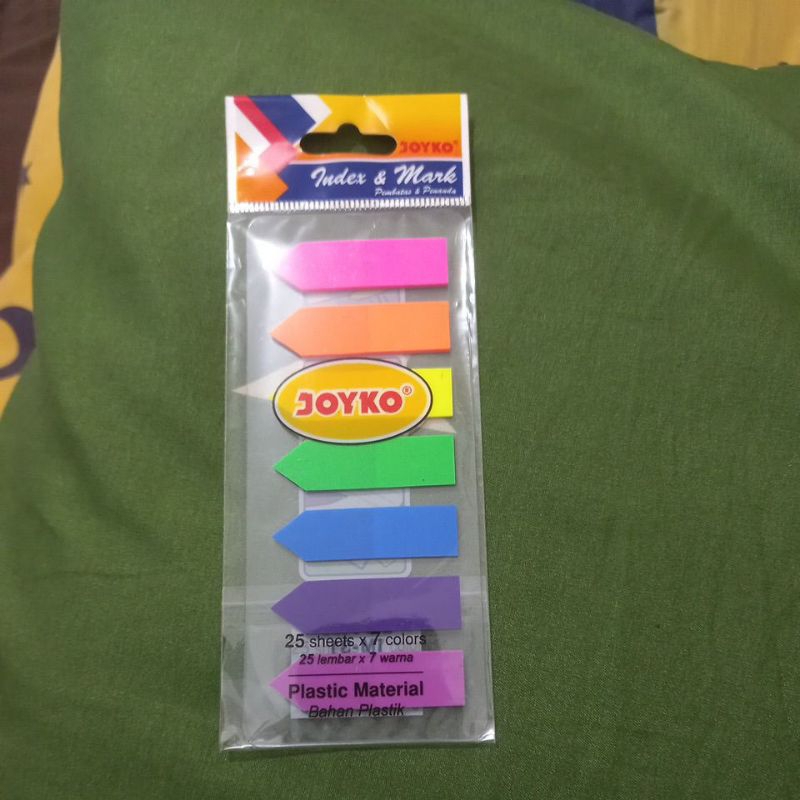 JOYKO®
Index & Mark
Pembatas & Penanda
JOYKO®
25 sheets x 7 colors
25 lembar x 7 warna
Plastic Material
Bahan Plastik